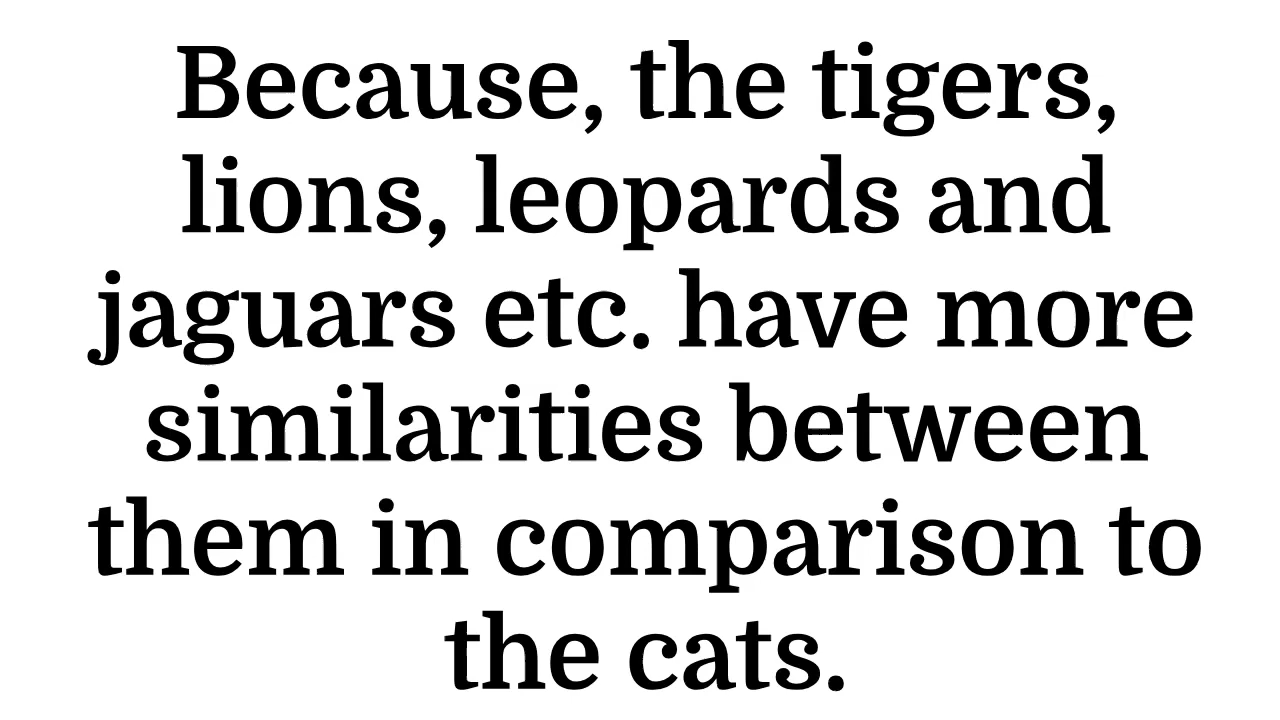 Because, the tigers,
lions, leopards and
jaguars etc. have more
similarities between
them in comparison to
the cats.